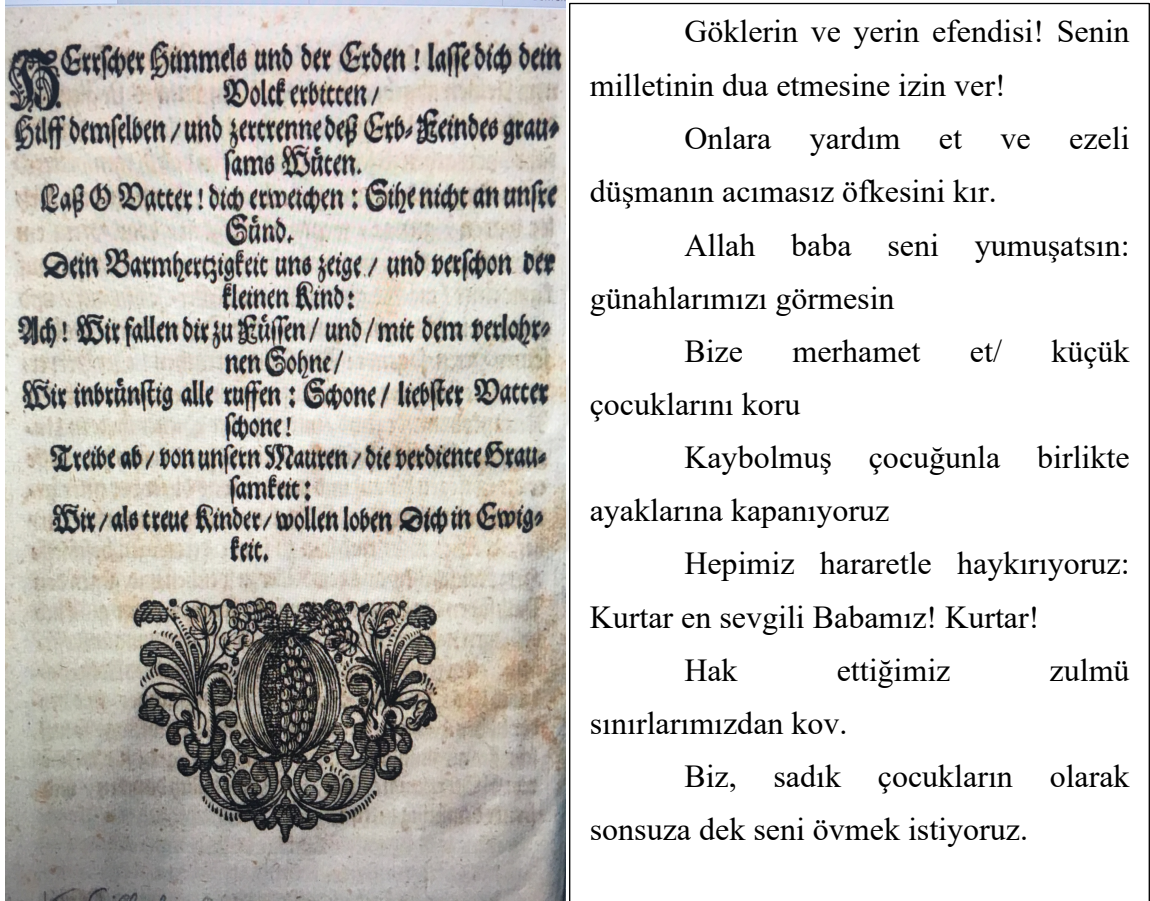 HErrscher Himmels und der Erden ! lasse dich dein
Volck erbitten /
Hilff demselben / und zertrenne deß Erb-Feindes grau-
sams Wüten.
Laß O Vatter ! dich erweichen : Sihe nicht an unsre
Sünd.
Dein Barmhertzigkeit uns zeige / und verschon der
kleinen Kind :
Ach ! Wir fallen dir zu Füssen / und / mit dem verlohr-
nen Sohne /
Wir inbrünstig alle ruffen : Schone / liebster Vatter
schone !
Treibe ab / von unsern Mauren / die verdiente Grau-
samkeit :
Wir / als treue Kinder / wollen loben Dich in Ewig-
keit.
Göklerin ve yerin efendisi! Senin
milletinin dua etmesine izin ver!
Onlara yardım et ve ezeli
düşmanın acımasız öfkesini kır.
Allah baba seni yumuşatsın:
günahlarımızı görmesin
Bize merhamet et/ küçük
çocuklarını koru
Kaybolmuş çocuğunla birlikte
ayaklarına kapanıyoruz
Hepimiz hararetle haykırıyoruz:
Kurtar en sevgili Babamız! Kurtar!
Hak ettiğimiz zulmü
sınırlarımızdan kov.
Biz, sadık çocukların olarak
sonsuza dek seni övmek istiyoruz.